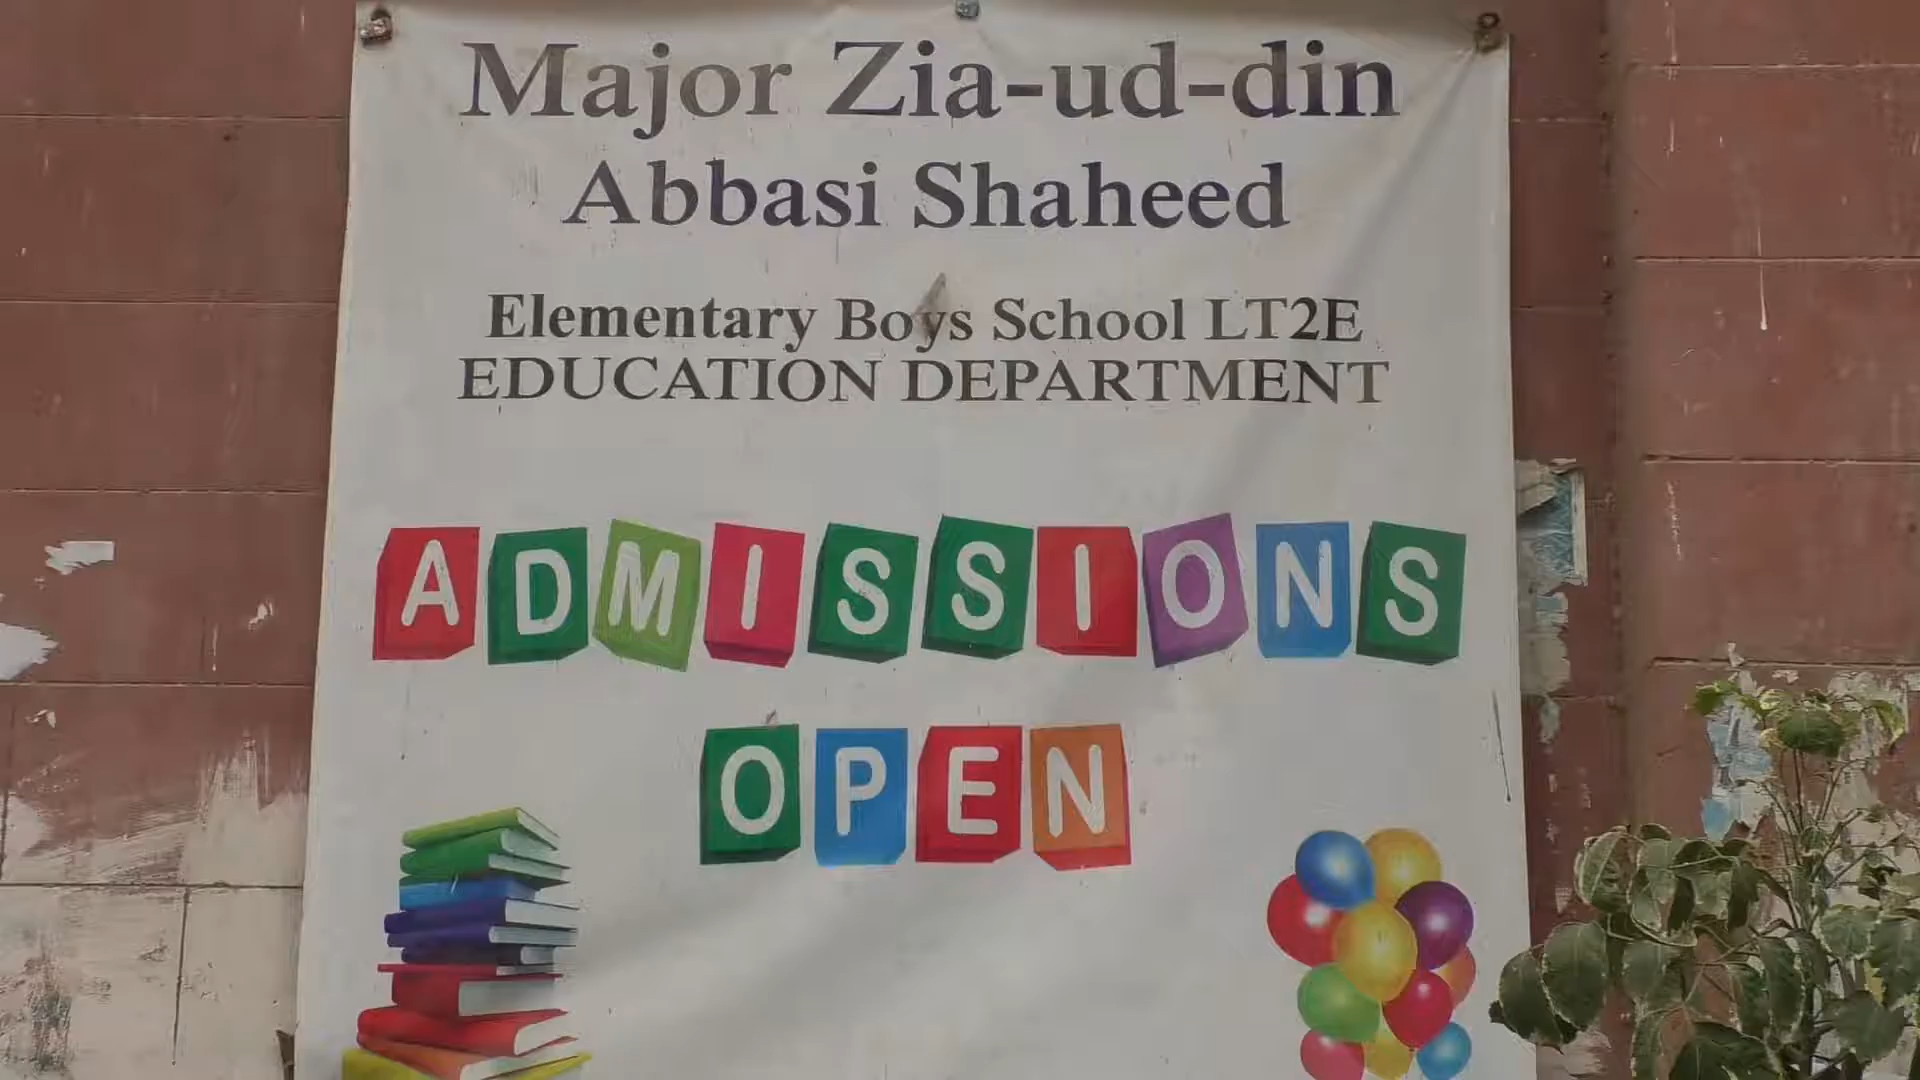 Major Zia-ud-din
Abbasi Shaheed
Elementary Boys School LT2E
EDUCATION DEPARTMENT
ADMISSIONS
OPEN